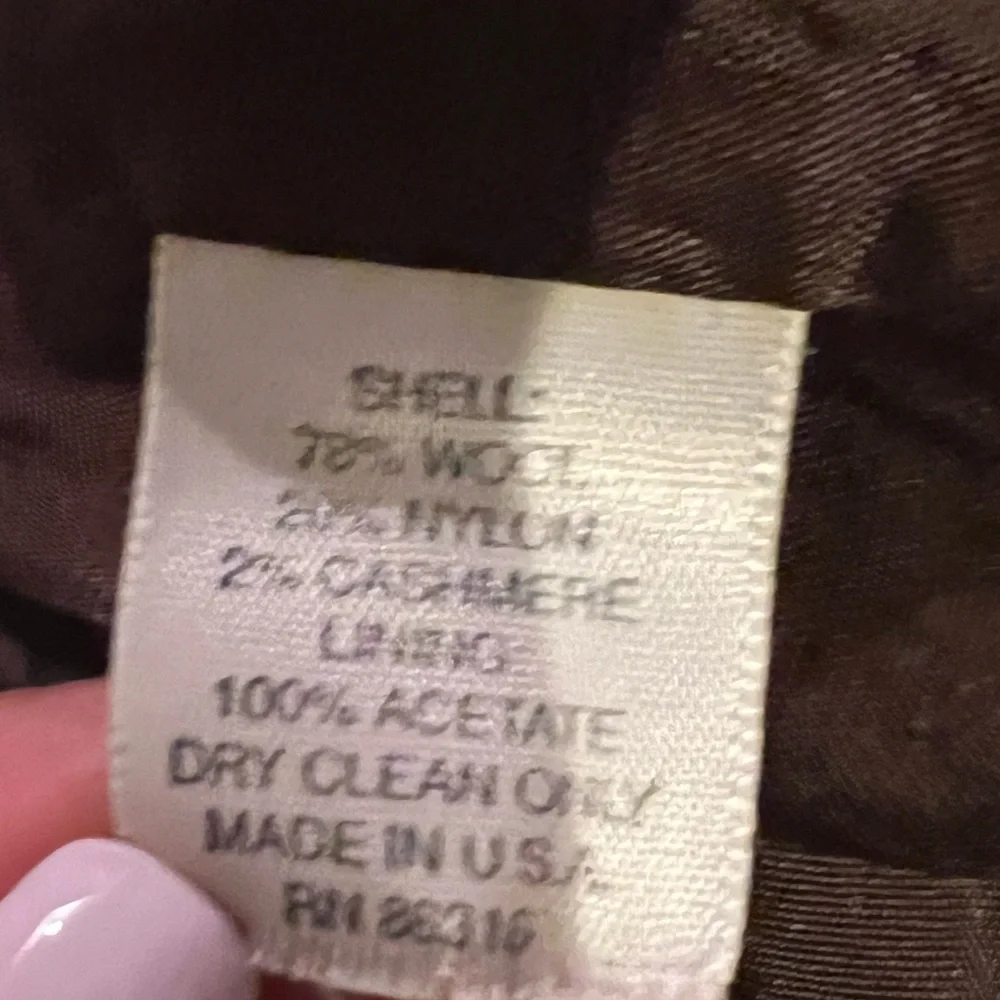 SHELL:
78% WOOL
20% NYLON
2% CASHMERE
LINING:
100% ACETATE
DRY CLEAN ONLY
MADE IN U.S.A.
RN